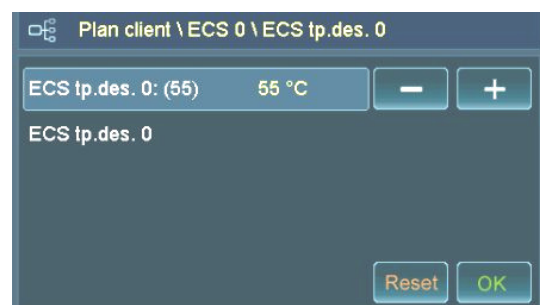 Plan client \ ECS 0 \ ECS tp.des. 0
ECS tp.des. 0: (55) 55 °C − +
ECS tp.des. 0
Reset OK